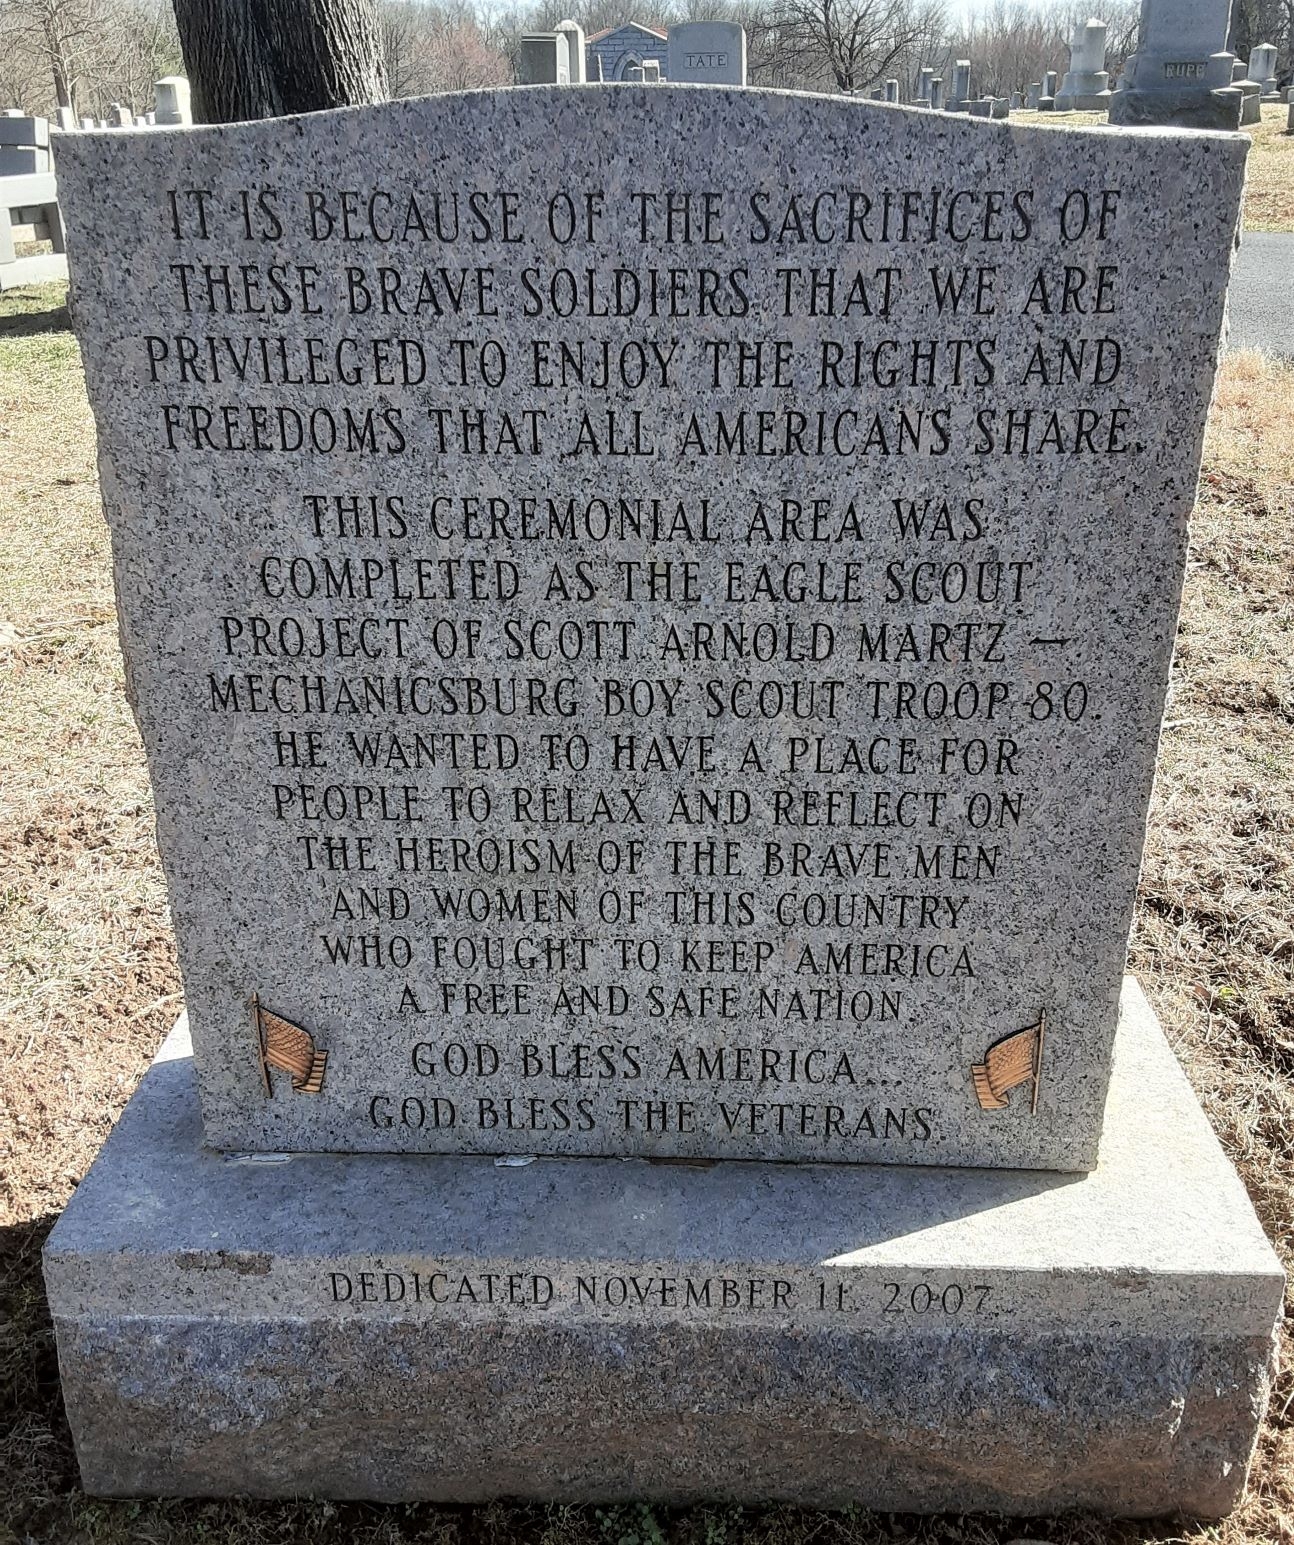 TATE
RUPP
IT IS BECAUSE OF THE SACRIFICES OF
THESE BRAVE SOLDIERS THAT WE ARE
PRIVILEGED TO ENJOY THE RIGHTS AND
FREEDOMS THAT ALL AMERICANS SHARE.
THIS CEREMONIAL AREA WAS
COMPLETED AS THE EAGLE SCOUT
PROJECT OF SCOTT ARNOLD MARTZ —
MECHANICSBURG BOY SCOUT TROOP 80.
HE WANTED TO HAVE A PLACE FOR
PEOPLE TO RELAX AND REFLECT ON
THE HEROISM OF THE BRAVE MEN
AND WOMEN OF THIS COUNTRY
WHO FOUGHT TO KEEP AMERICA
A FREE AND SAFE NATION.
GOD BLESS AMERICA...
GOD BLESS THE VETERANS
DEDICATED NOVEMBER 11, 2007